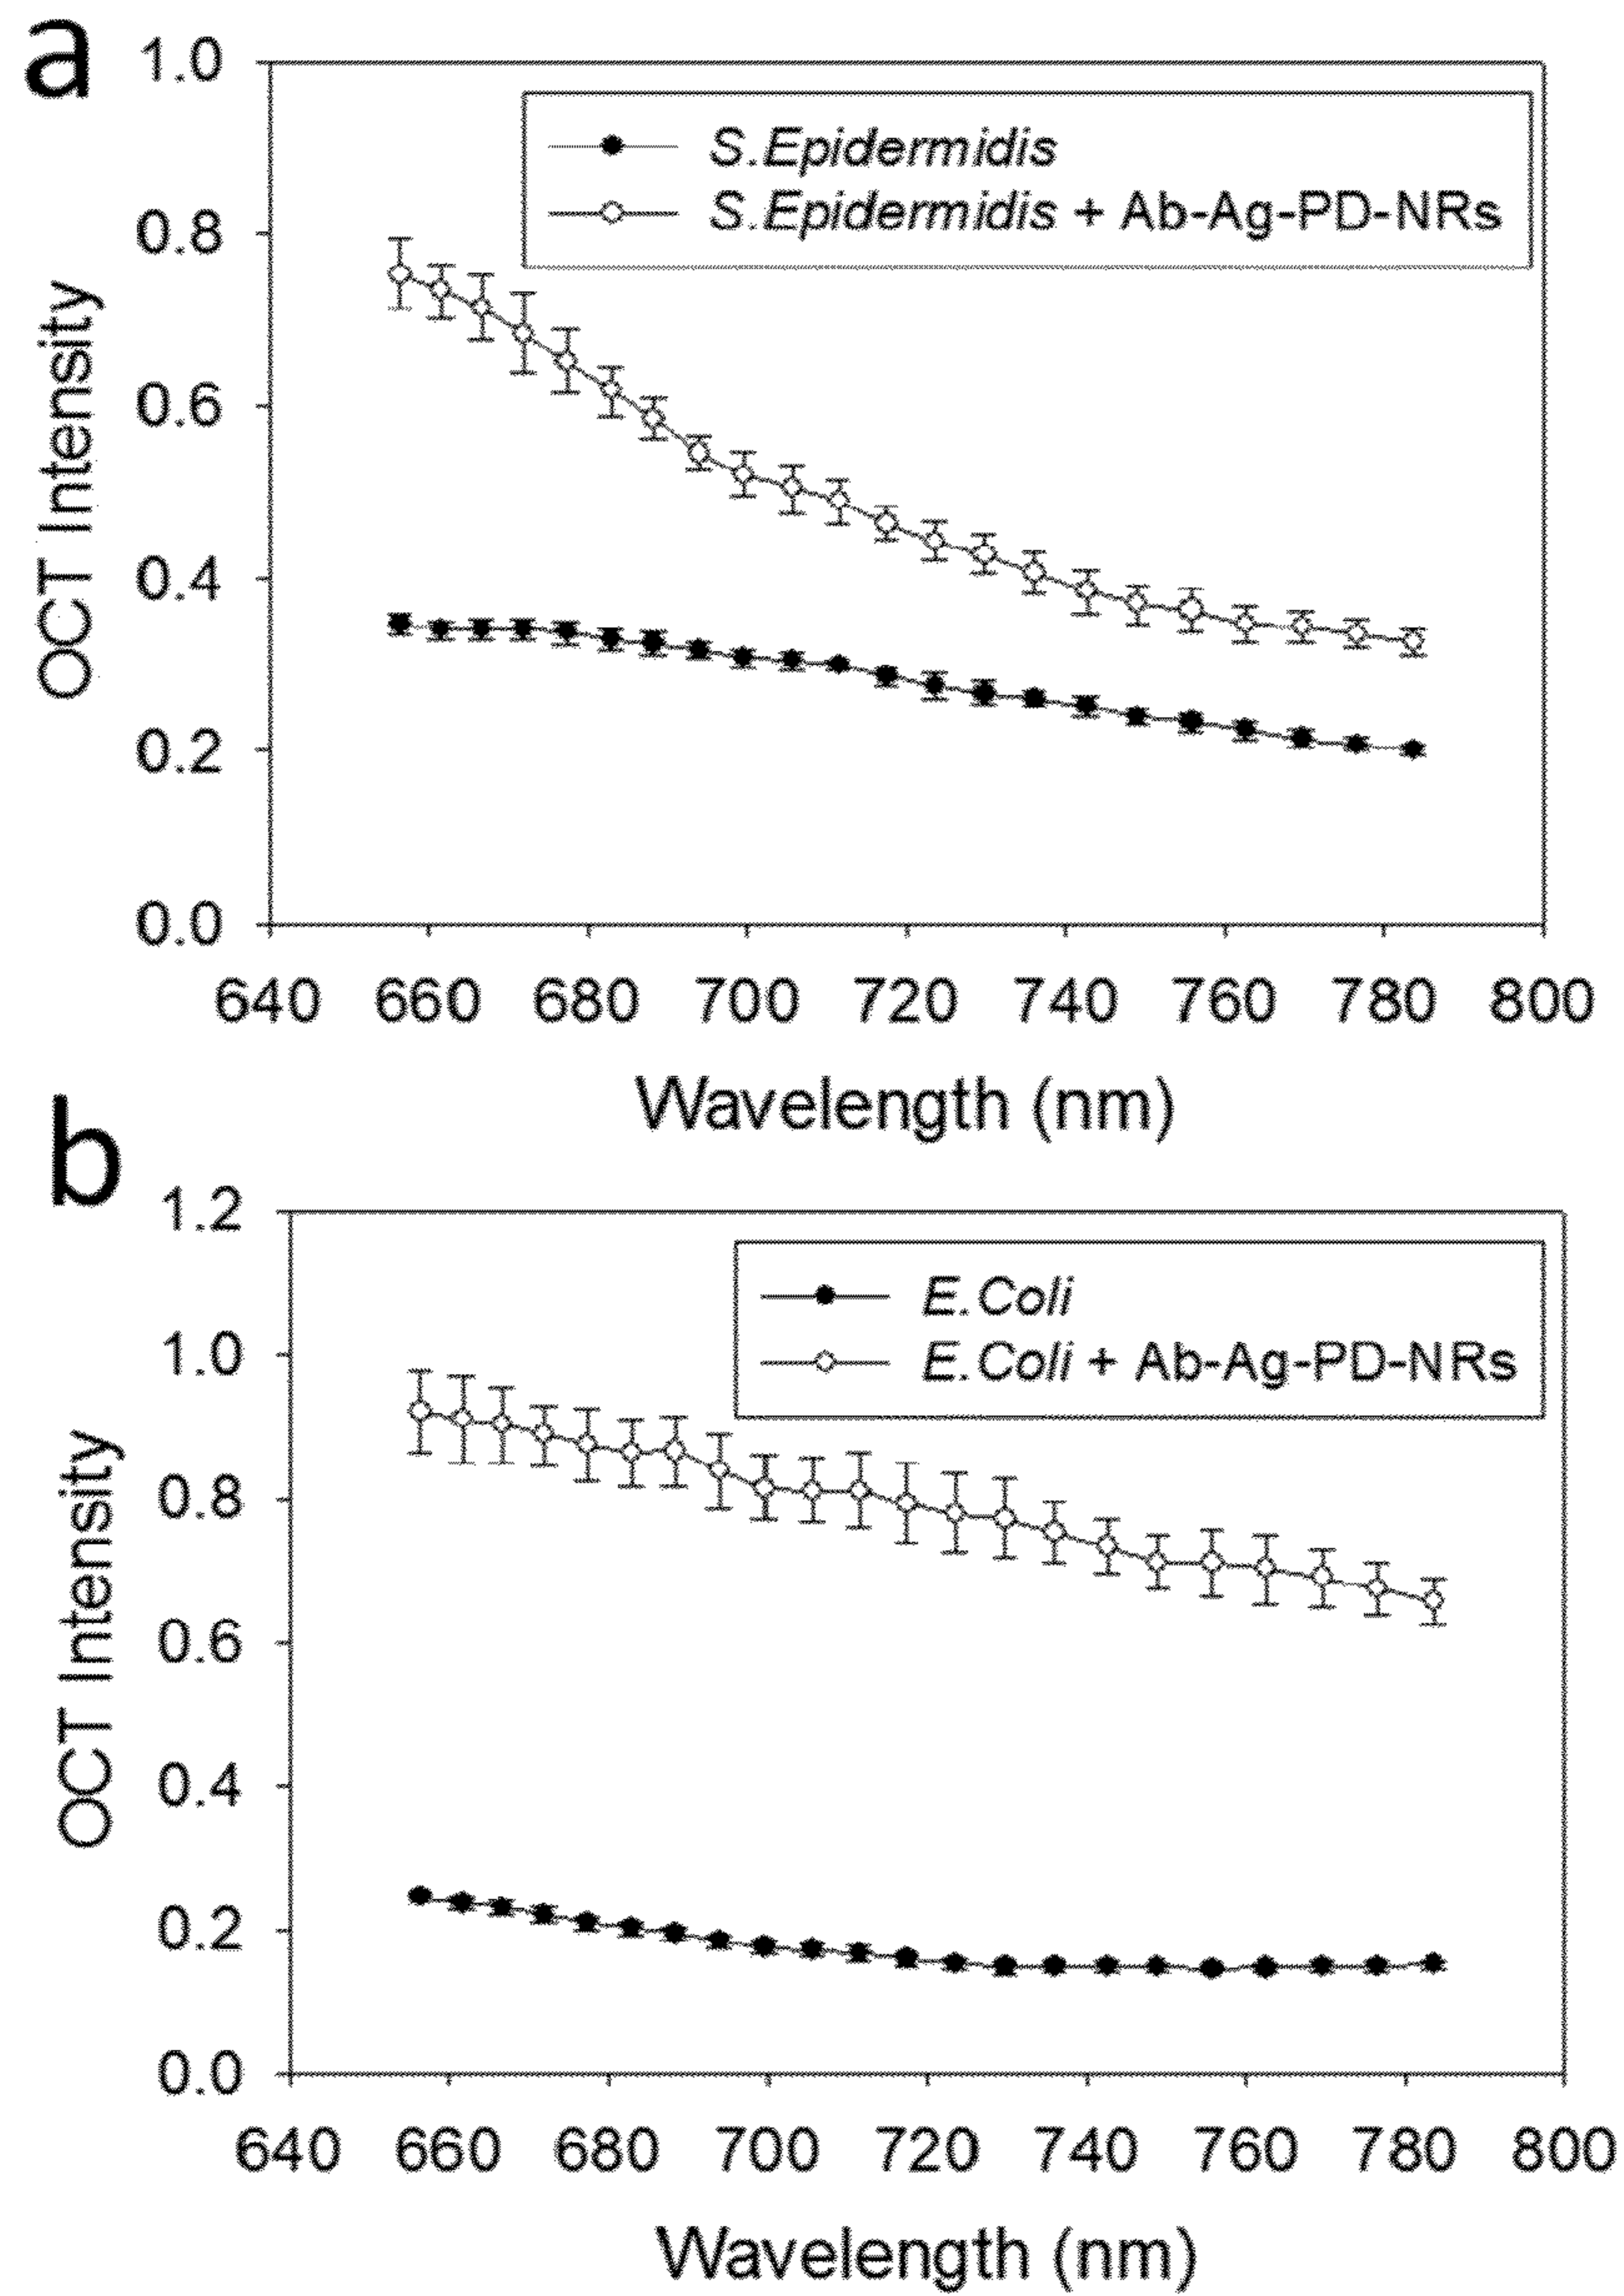 a
1.0
0.8
0.6
0.4
0.2
0.0
OCT Intensity
S.Epidermidis
S.Epidermidis + Ab-Ag-PD-NRs
640 660 680 700 720 740 760 780 800
Wavelength (nm)
b
1.2
1.0
0.8
0.6
0.4
0.2
0.0
OCT Intensity
E.Coli
E.Coli + Ab-Ag-PD-NRs
640 660 680 700 720 740 760 780 800
Wavelength (nm)